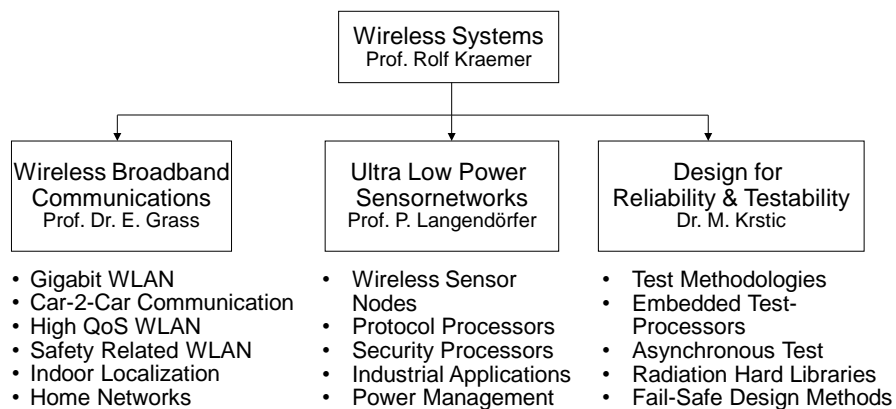 Wireless Systems
Prof. Rolf Kraemer
Wireless Broadband
Communications
Prof. Dr. E. Grass
Ultra Low Power
Sensornetworks
Prof. P. Langendörfer
Design for
Reliability & Testability
Dr. M. Krstic
• Gigabit WLAN
• Car-2-Car Communication
• High QoS WLAN
• Safety Related WLAN
• Indoor Localization
• Home Networks
• Wireless Sensor
Nodes
• Protocol Processors
• Security Processors
• Industrial Applications
• Power Management
• Test Methodologies
• Embedded Test-
Processors
• Asynchronous Test
• Radiation Hard Libraries
• Fail-Safe Design Methods